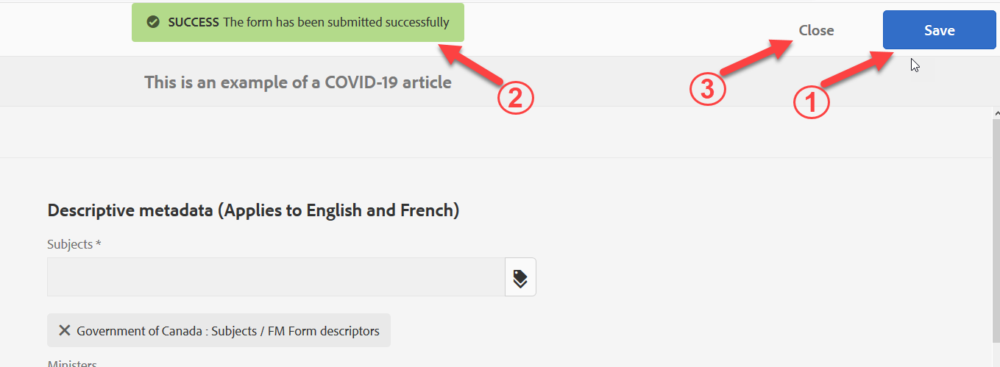 SUCCESS The form has been submitted successfully
Close
Save
This is an example of a COVID-19 article
2
3
1
Descriptive metadata (Applies to English and French)
Subjects *
Government of Canada : Subjects / FM Form descriptors
Ministers